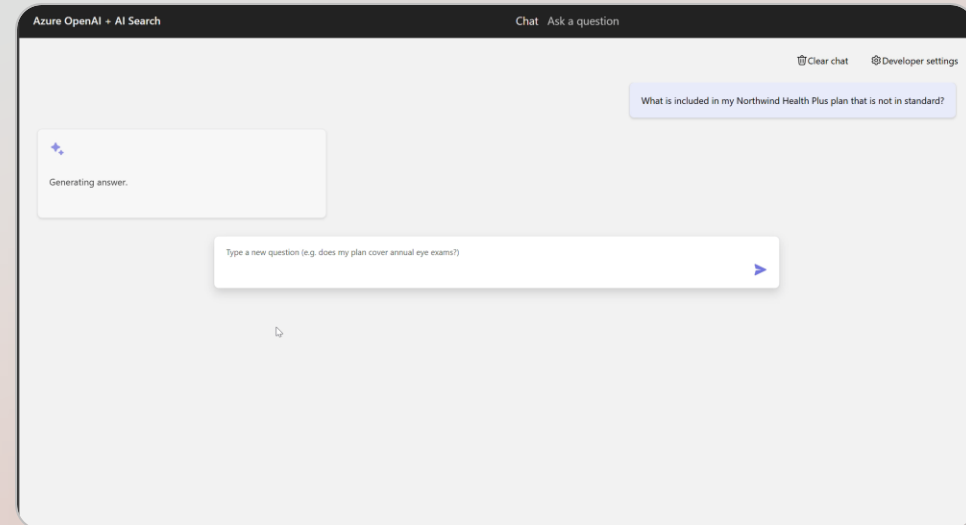 Azure OpenAI + AI Search
Chat Ask a question
Clear chat Developer settings
What is included in my Northwind Health Plus plan that is not in standard?
Generating answer.
Type a new question (e.g. does my plan cover annual eye exams?)